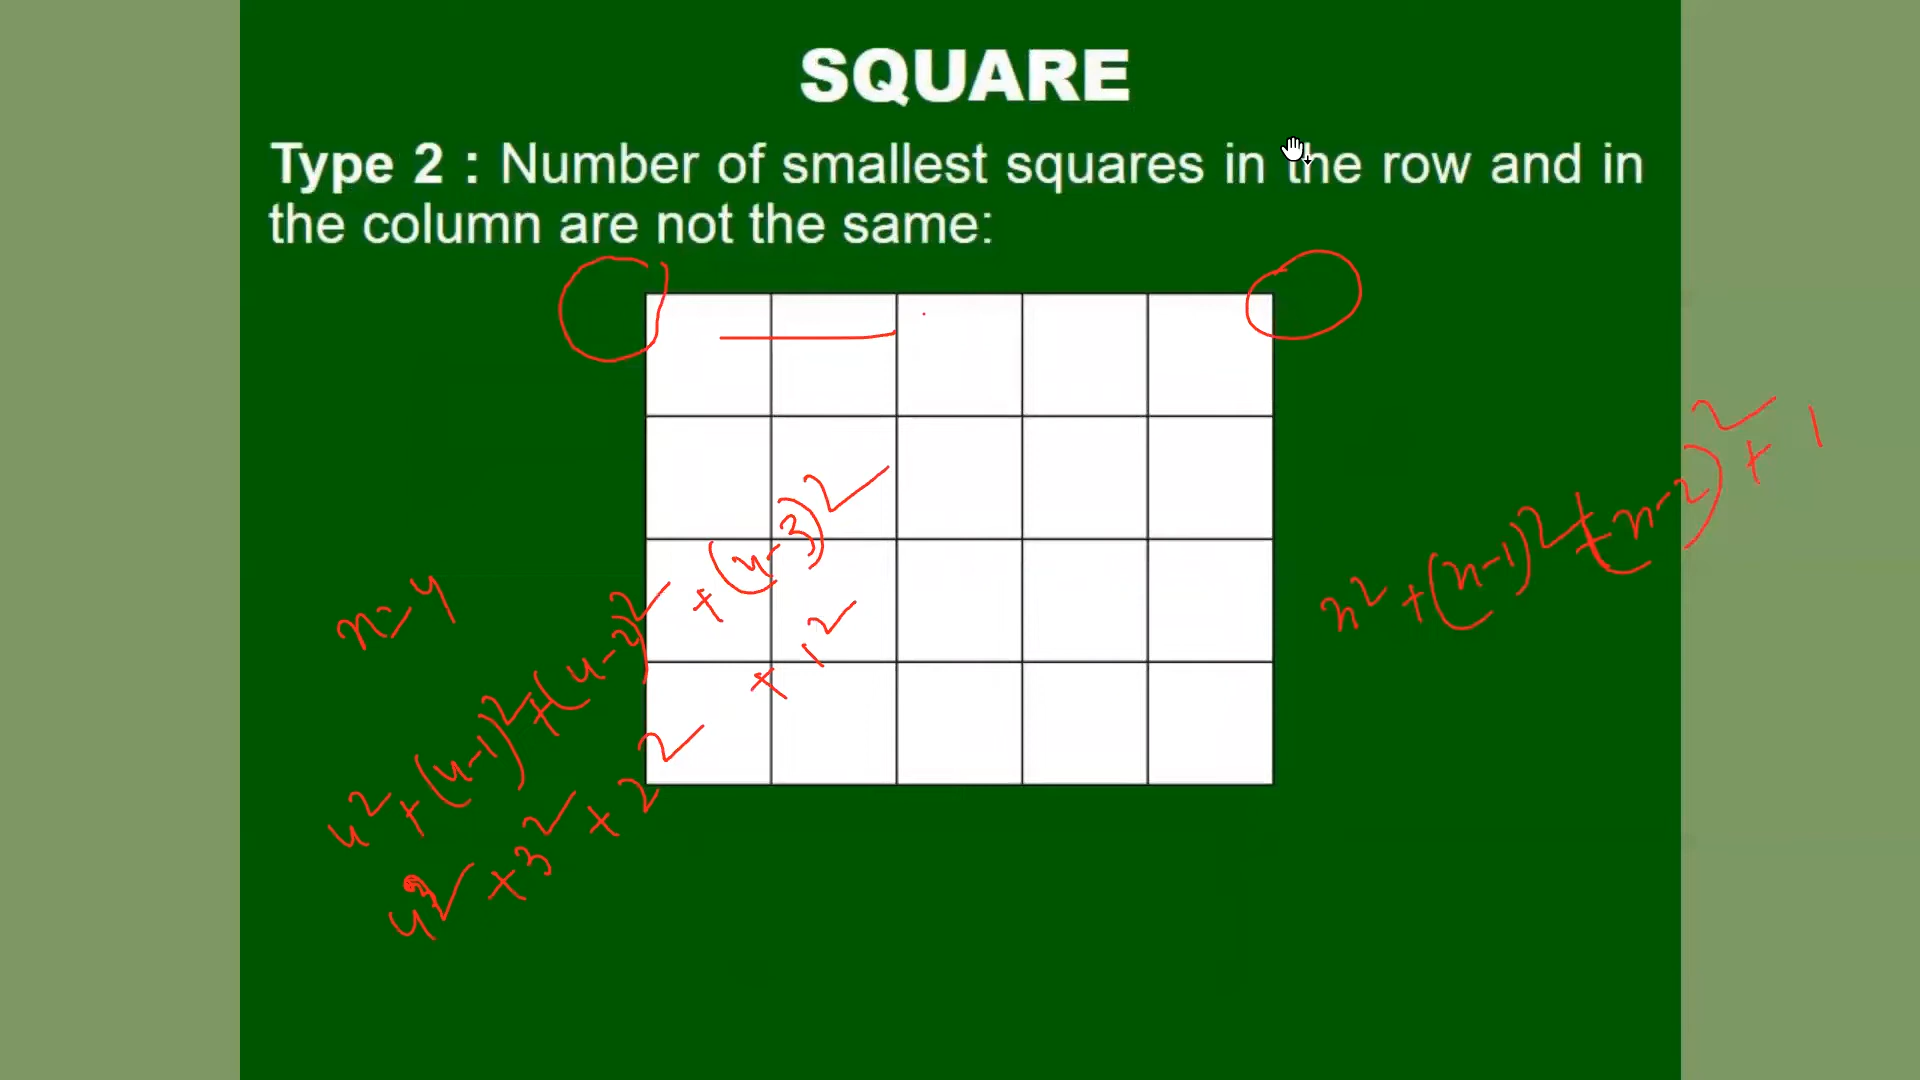 SQUARE
Type 2 : Number of smallest squares in the row and in
the column are not the same:
n=4
4²+(4-1)²+(4-2)²+(4-3)²
4²+3²+2²+1²
n²+(n-1)²+(n-2)²+1